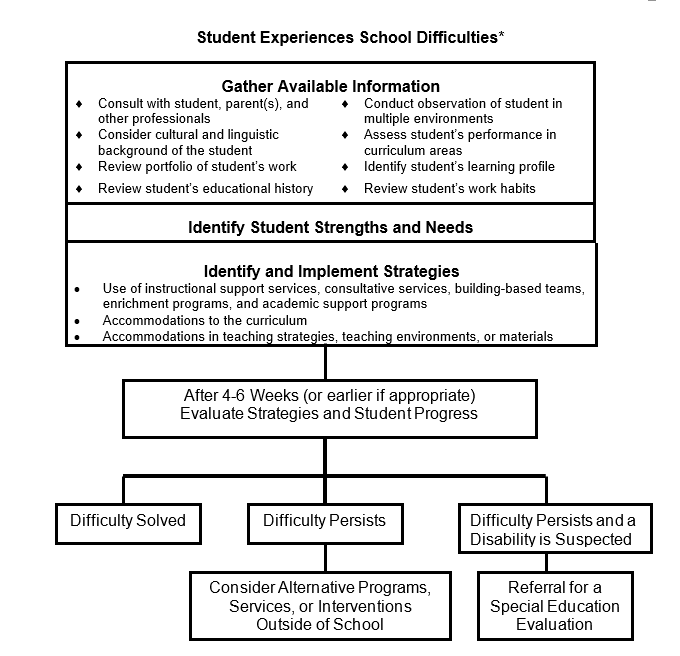 Student Experiences School Difficulties*
Gather Available Information
♦ Consult with student, parent(s), and
other professionals
♦ Consider cultural and linguistic
background of the student
♦ Review portfolio of student's work
♦ Review student's educational history
♦ Conduct observation of student in
multiple environments
♦ Assess student's performance in
curriculum areas
♦ Identify student's learning profile
♦ Review student's work habits
Identify Student Strengths and Needs
Identify and Implement Strategies
• Use of instructional support services, consultative services, building-based teams,
enrichment programs, and academic support programs
• Accommodations to the curriculum
• Accommodations in teaching strategies, teaching environments, or materials
After 4-6 Weeks (or earlier if appropriate)
Evaluate Strategies and Student Progress
Difficulty Solved
Difficulty Persists
Difficulty Persists and a
Disability is Suspected
Consider Alternative Programs,
Services, or Interventions
Outside of School
Referral for a
Special Education
Evaluation